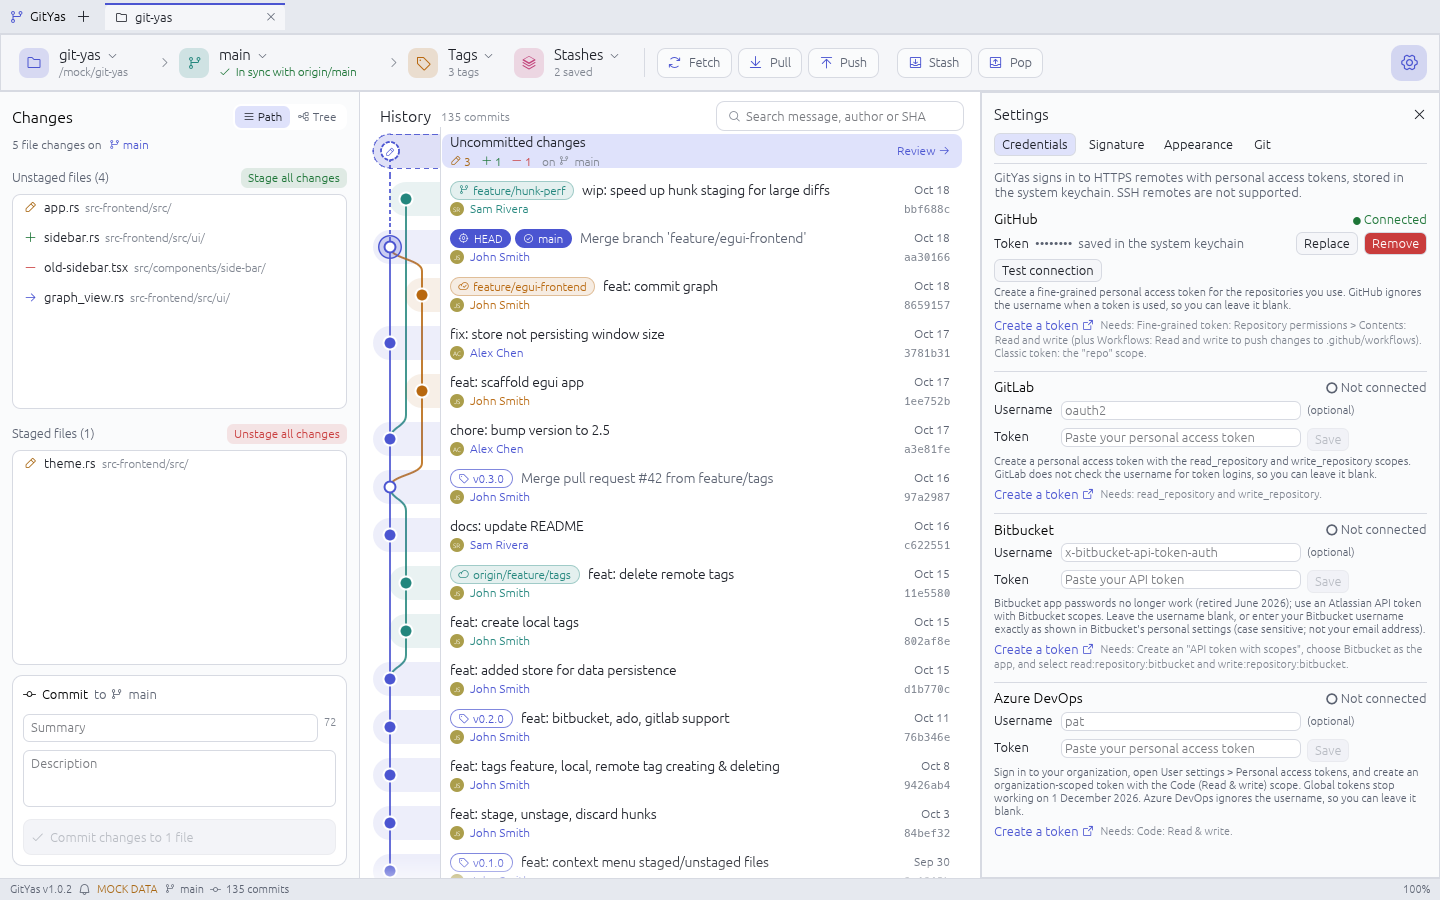 GitYas
git-yas
git-yas
/mock/git-yas
main
In sync with origin/main
Tags
3 tags
Stashes
2 saved
Fetch
Pull
Push
Stash
Pop
Changes
Path
Tree
5 file changes on main
Unstaged files (4)
Stage all changes
app.rs src-frontend/src/
sidebar.rs src-frontend/src/ui/
old-sidebar.tsx src/components/side-bar/
graph_view.rs src-frontend/src/ui/
Staged files (1)
Unstage all changes
theme.rs src-frontend/src/
Commit to main
Summary
72
Description
Commit changes to 1 file
History 135 commits
Search message, author or SHA
Uncommitted changes
3 1 1 on main
Review
feature/hunk-perf wip: speed up hunk staging for large diffs Oct 18
Sam Rivera bbf688c
HEAD main Merge branch 'feature/egui-frontend' Oct 18
John Smith aa30166
feature/egui-frontend feat: commit graph Oct 18
John Smith 8659157
fix: store not persisting window size Oct 17
Alex Chen 3781b31
feat: scaffold egui app Oct 17
John Smith 1ee752b
chore: bump version to 2.5 Oct 17
Alex Chen a3e81fe
v0.3.0 Merge pull request #42 from feature/tags Oct 16
John Smith 97a2987
docs: update README Oct 16
Sam Rivera c622551
origin/feature/tags feat: delete remote tags Oct 15
John Smith 11e5580
feat: create local tags Oct 15
John Smith 802af8e
feat: added store for data persistence Oct 15
John Smith d1b770c
v0.2.0 feat: bitbucket, ado, gitlab support Oct 11
John Smith 76b346e
feat: tags feature, local, remote tag creating & deleting Oct 8
John Smith 9426ab4
feat: stage, unstage, discard hunks Oct 3
John Smith 84bef32
v0.1.0 feat: context menu staged/unstaged files Sep 30
Settings
Credentials
Signature
Appearance
Git
GitYas signs in to HTTPS remotes with personal access tokens, stored in
the system keychain. SSH remotes are not supported.
GitHub
Connected
Token •••••••• saved in the system keychain
Replace
Remove
Test connection
Create a fine-grained personal access token for the repositories you use. GitHub ignores
the username when a token is used, so you can leave it blank.
Create a token Needs: Fine-grained token: Repository permissions > Contents:
Read and write (plus Workflows: Read and write to push changes to .github/workflows).
Classic token: the "repo" scope.
GitLab
Not connected
Username oauth2 (optional)
Token Paste your personal access token Save
Create a personal access token with the read_repository and write_repository scopes.
GitLab does not check the username for token logins, so you can leave it blank.
Create a token Needs: read_repository and write_repository.
Bitbucket
Not connected
Username x-bitbucket-api-token-auth (optional)
Token Paste your API token Save
Bitbucket app passwords no longer work (retired June 2026); use an Atlassian API token
with Bitbucket scopes. Leave the username blank, or enter your Bitbucket username
exactly as shown in Bitbucket's personal settings (case sensitive; not your email address).
Create a token Needs: Create an "API token with scopes", choose Bitbucket as the
app, and select read:repository:bitbucket and write:repository:bitbucket.
Azure DevOps
Not connected
Username pat (optional)
Token Paste your personal access token Save
Sign in to your organization, open User settings > Personal access tokens, and create an
organization-scoped token with the Code (Read & write) scope. Global tokens stop
working on 1 December 2026. Azure DevOps ignores the username, so you can leave it
blank.
Create a token Needs: Code: Read & write.
GitYas v1.0.2 MOCK DATA main 135 commits
100%